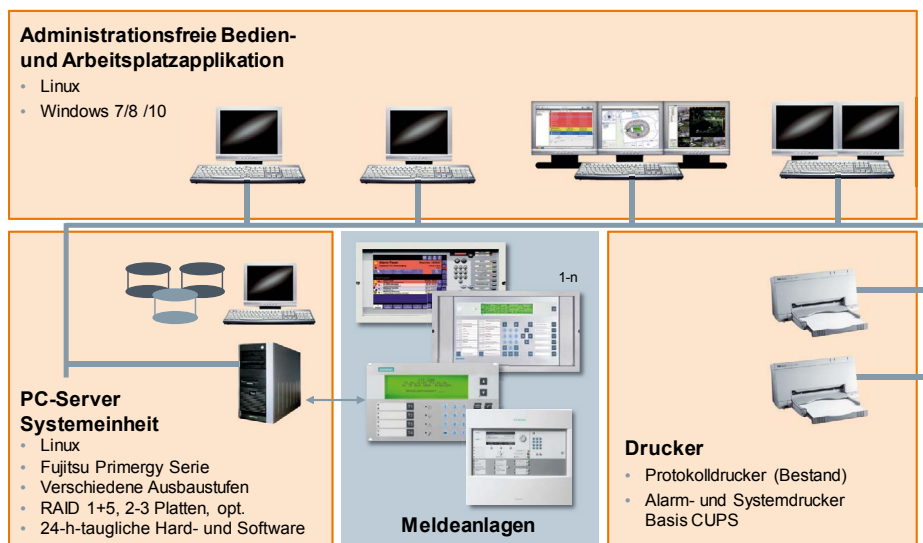 Administrationsfreie Bedien-
und Arbeitsplatzapplikation
• Linux
• Windows 7/8 /10
1-n
PC-Server
Systemeinheit
• Linux
• Fujitsu Primergy Serie
• Verschiedene Ausbaustufen
• RAID 1+5, 2-3 Platten, opt.
• 24-h-taugliche Hard- und Software
SIEMENS
Meldeanlagen
Drucker
• Protokolldrucker (Bestand)
• Alarm- und Systemdrucker
Basis CUPS